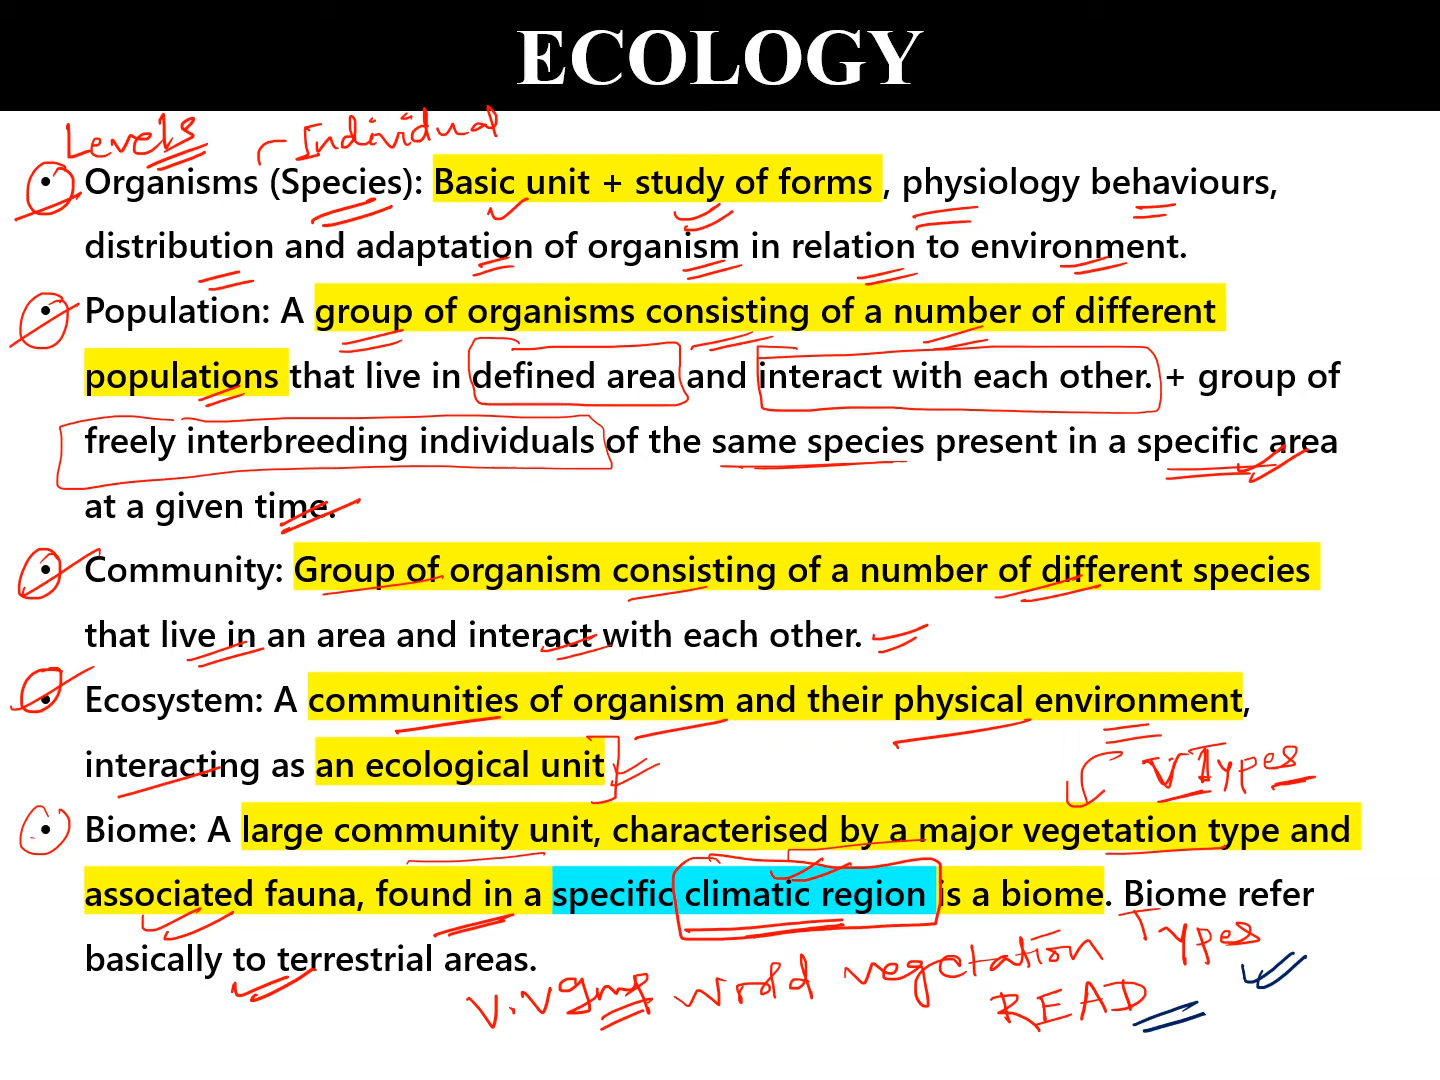 ECOLOGY
Levels Individual
• Organisms (Species): Basic unit + study of forms , physiology behaviours,
distribution and adaptation of organism in relation to environment.
• Population: A group of organisms consisting of a number of different
populations that live in defined area and interact with each other. + group of
freely interbreeding individuals of the same species present in a specific area
at a given time.
• Community: Group of organism consisting of a number of different species
that live in an area and interact with each other.
• Ecosystem: A communities of organism and their physical environment,
interacting as an ecological unit
V Types
• Biome: A large community unit, characterised by a major vegetation type and
associated fauna, found in a specific climatic region is a biome. Biome refer
basically to terrestrial areas.
V.V Imp World vegetation Types
READ